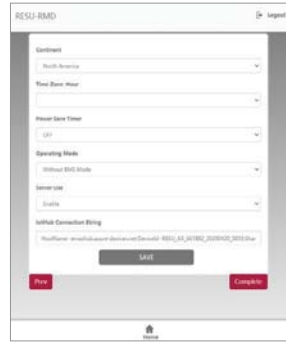 RESU-RMD
Logout
Continent
North America
Time Zone: Hour
Power Save Timer
OFF
Operating Mode
Without EMS Mode
Server use
Enable
IotHub Connection String
SAVE
Prev
Complete
Home